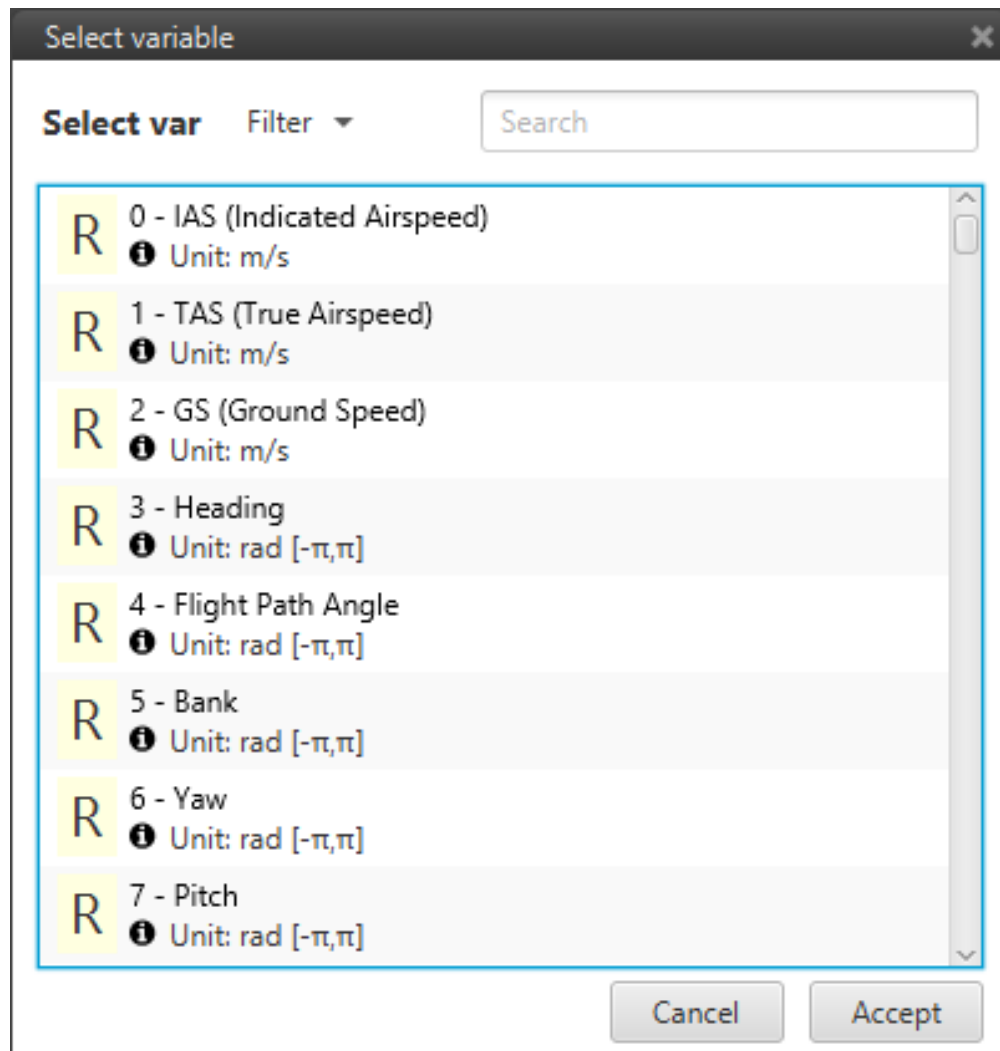 Select variable
Select var Filter Search
R 0 - IAS (Indicated Airspeed)
Unit: m/s
R 1 - TAS (True Airspeed)
Unit: m/s
R 2 - GS (Ground Speed)
Unit: m/s
R 3 - Heading
Unit: rad [-π,π]
R 4 - Flight Path Angle
Unit: rad [-π,π]
R 5 - Bank
Unit: rad [-π,π]
R 6 - Yaw
Unit: rad [-π,π]
R 7 - Pitch
Unit: rad [-π,π]
Cancel Accept